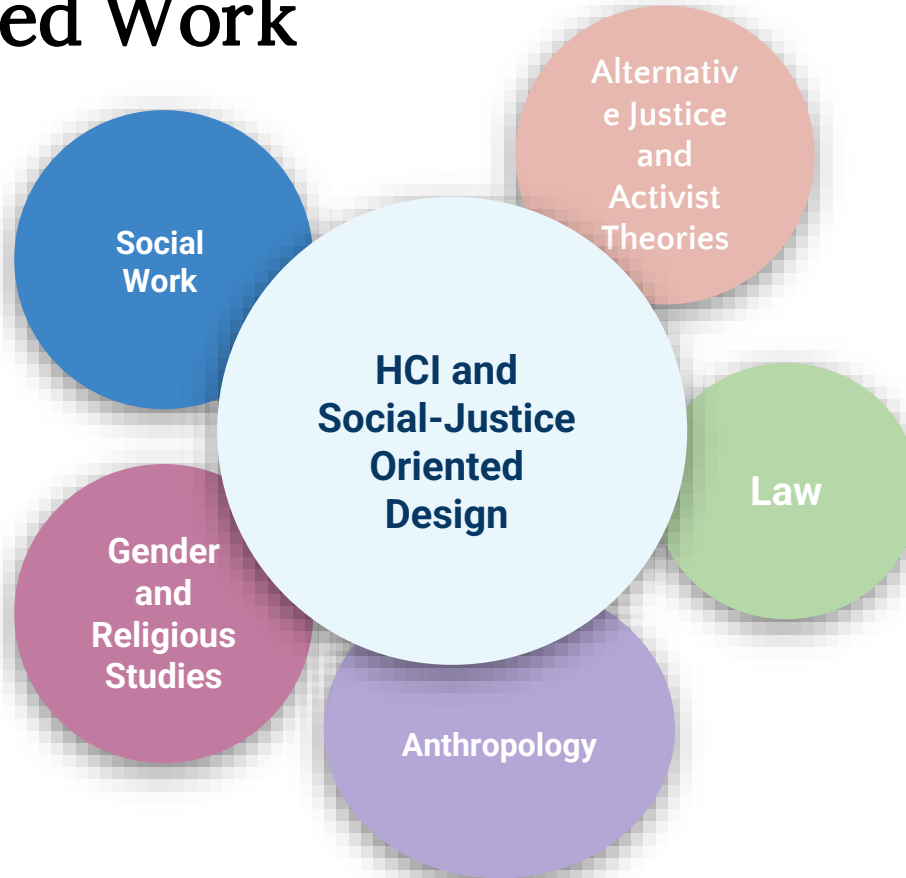 ed Work
Alternativ
e Justice
and
Activist
Theories
Social
Work
HCI and
Social-Justice
Oriented
Design
Law
Gender
and
Religious
Studies
Anthropology